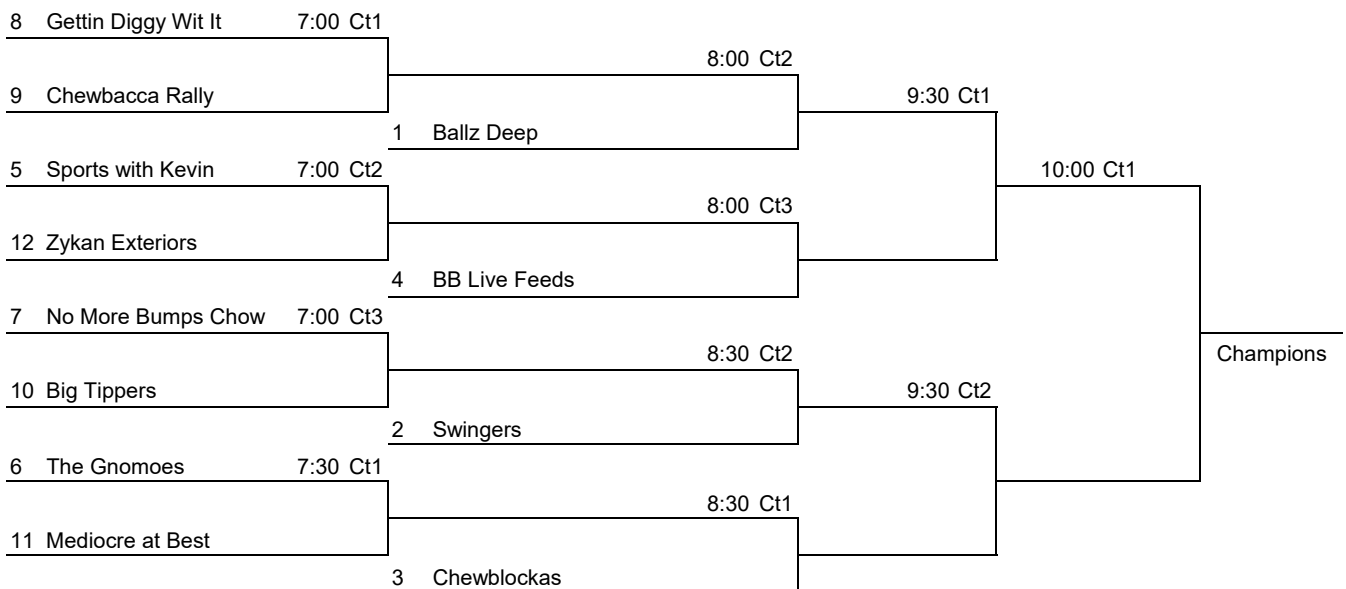 8 Gettin Diggy Wit It 7:00 Ct1
8:00 Ct2
9 Chewbacca Rally 9:30 Ct1
1 Ballz Deep
5 Sports with Kevin 7:00 Ct2 10:00 Ct1
8:00 Ct3
12 Zykan Exteriors
4 BB Live Feeds
7 No More Bumps Chow 7:00 Ct3
8:30 Ct2 Champions
10 Big Tippers 9:30 Ct2
2 Swingers
6 The Gnomoes 7:30 Ct1
8:30 Ct1
11 Mediocre at Best
3 Chewblockas